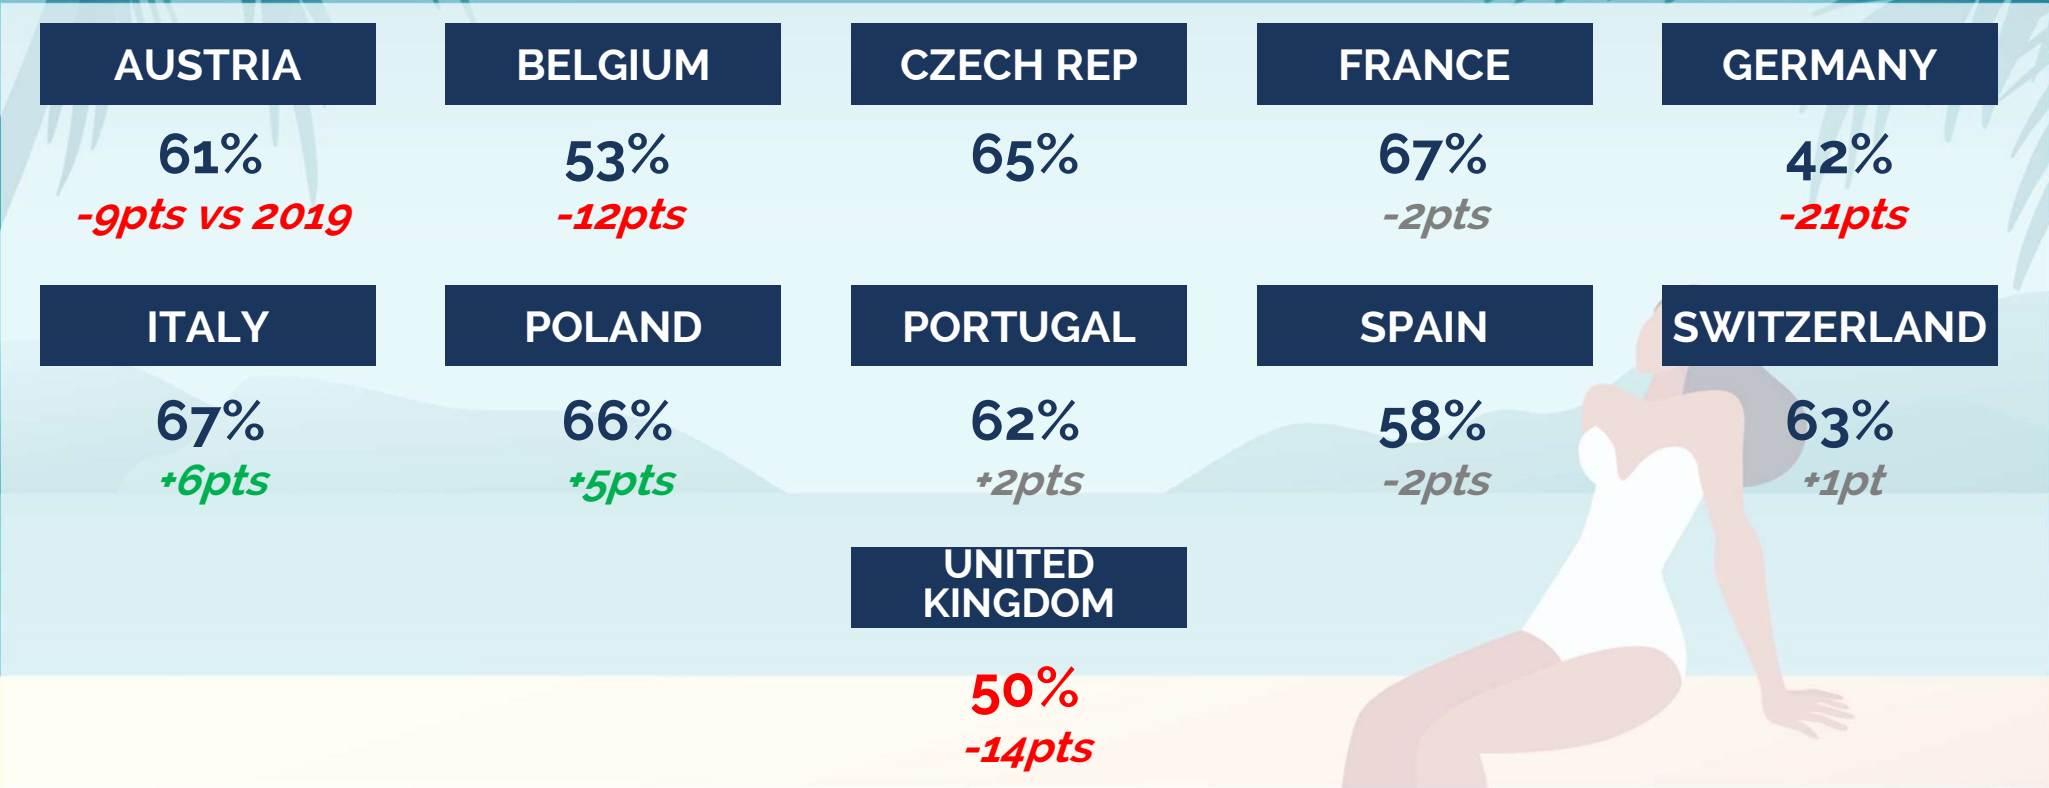 AUSTRIA BELGIUM CZECH REP FRANCE GERMANY
61% 53% 65% 67% 42%
-9pts vs 2019 -12pts -2pts -21pts
ITALY POLAND PORTUGAL SPAIN SWITZERLAND
67% 66% 62% 58% 63%
+6pts +5pts +2pts -2pts +1pt
UNITED
KINGDOM
50%
-14pts